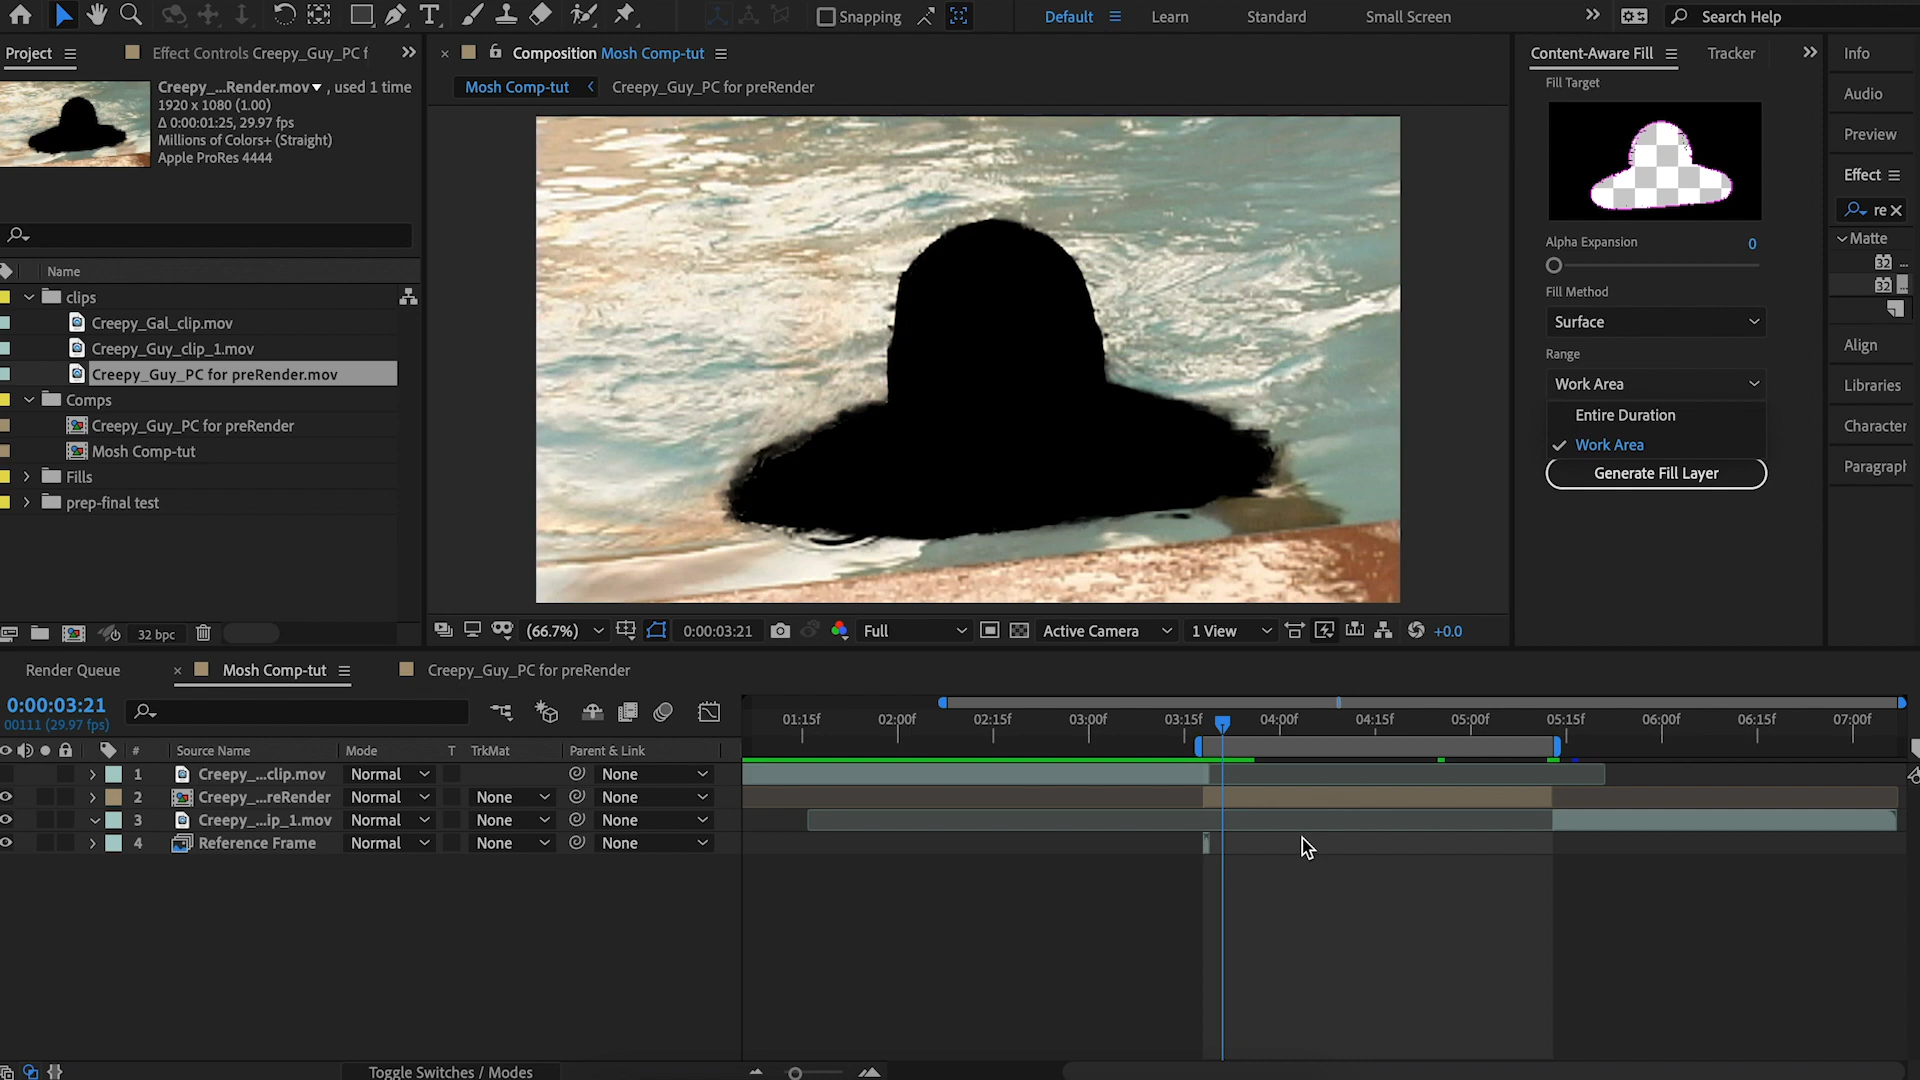 Snapping
Default
Learn
Standard
Small Screen
Search Help
Project
Effect Controls Creepy_Guy_PC f
Composition Mosh Comp-tut
Content-Aware Fill
Tracker
Info
Creepy_...Render.mov , used 1 time
1920 x 1080 (1.00)
Δ 0:00:01:25, 29.97 fps
Millions of Colors+ (Straight)
Apple ProRes 4444
Mosh Comp-tut
Creepy_Guy_PC for preRender
Fill Target
Audio
Preview
Effect
re
Matte
32 ...
32 ...
Alpha Expansion 0
Fill Method
Surface
Range
Work Area
Entire Duration
Work Area
Generate Fill Layer
Align
Libraries
Character
Paragraph
Name
clips
Creepy_Gal_clip.mov
Creepy_Guy_clip_1.mov
Creepy_Guy_PC for preRender.mov
Comps
Creepy_Guy_PC for preRender
Mosh Comp-tut
Fills
prep-final test
32 bpc
(66.7%)
0:00:03:21
Full
Active Camera
1 View
+0.0
Render Queue
Mosh Comp-tut
Creepy_Guy_PC for preRender
0:00:03:21
00111 (29.97 fps)
01:15f 02:00f 02:15f 03:00f 03:15f 04:00f 04:15f 05:00f 05:15f 06:00f 06:15f 07:00f
# Source Name Mode T TrkMat Parent & Link
1 Creepy_...clip.mov Normal None
2 Creepy_...reRender Normal None None
3 Creepy_...ip_1.mov Normal None None
4 Reference Frame Normal None None
Toggle Switches / Modes